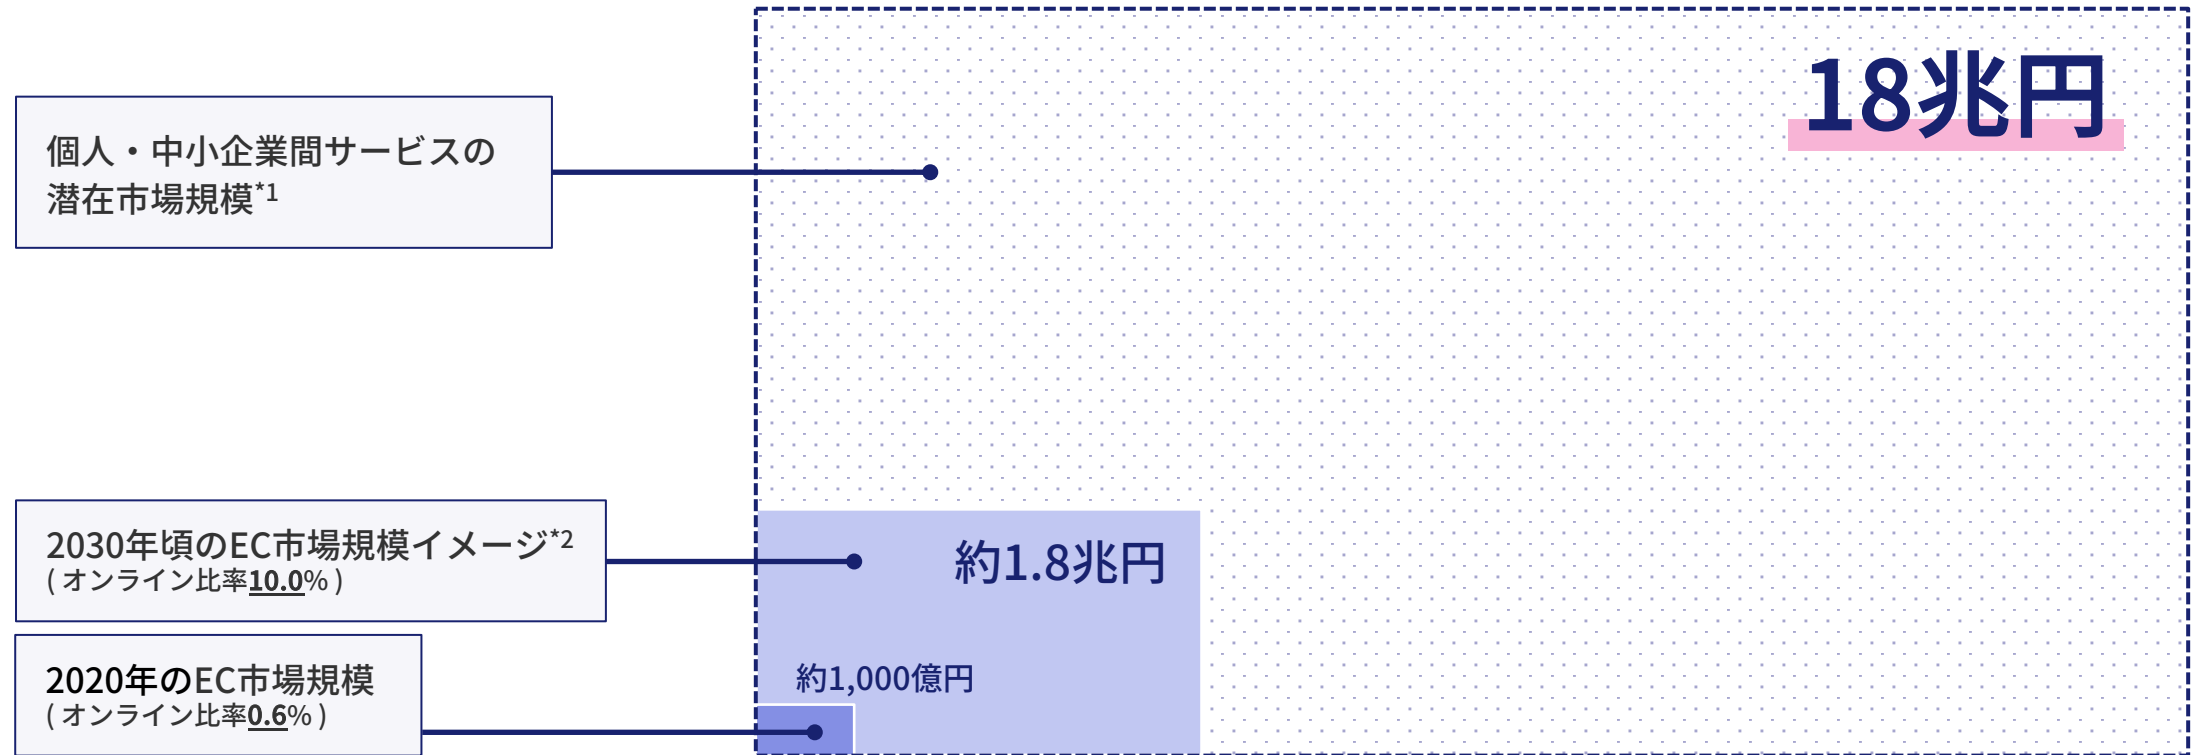 18兆円
個人・中小企業間サービスの
潜在市場規模*1
2030年頃のEC市場規模イメージ*2
( オンライン比率10.0% )
約1.8兆円
2020年のEC市場規模
( オンライン比率0.6% )
約1,000億円